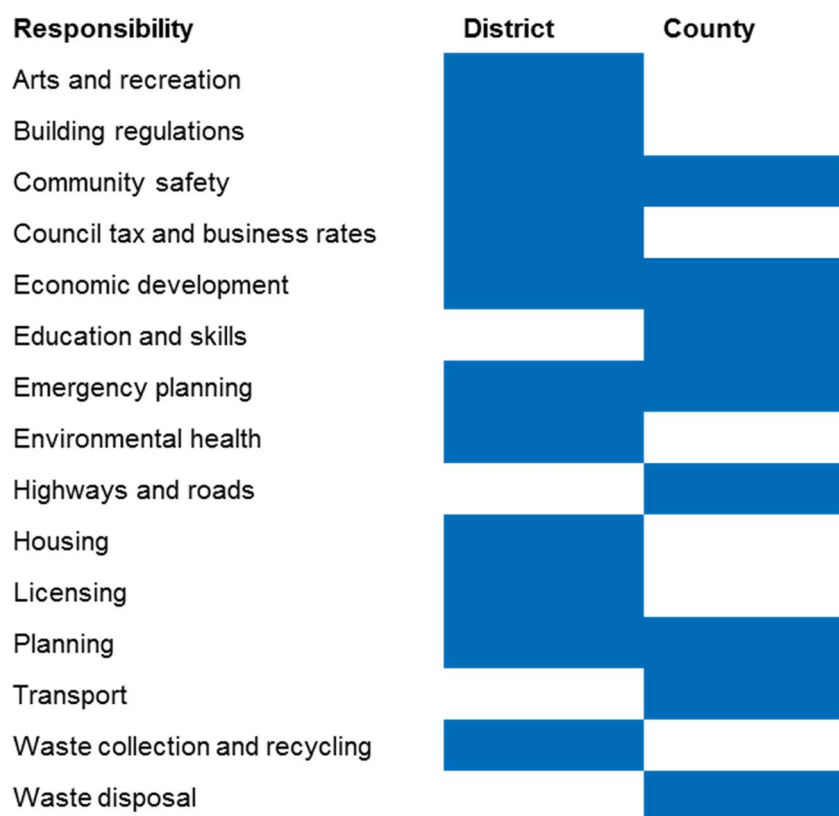 Responsibility District County
Arts and recreation
Building regulations
Community safety
Council tax and business rates
Economic development
Education and skills
Emergency planning
Environmental health
Highways and roads
Housing
Licensing
Planning
Transport
Waste collection and recycling
Waste disposal